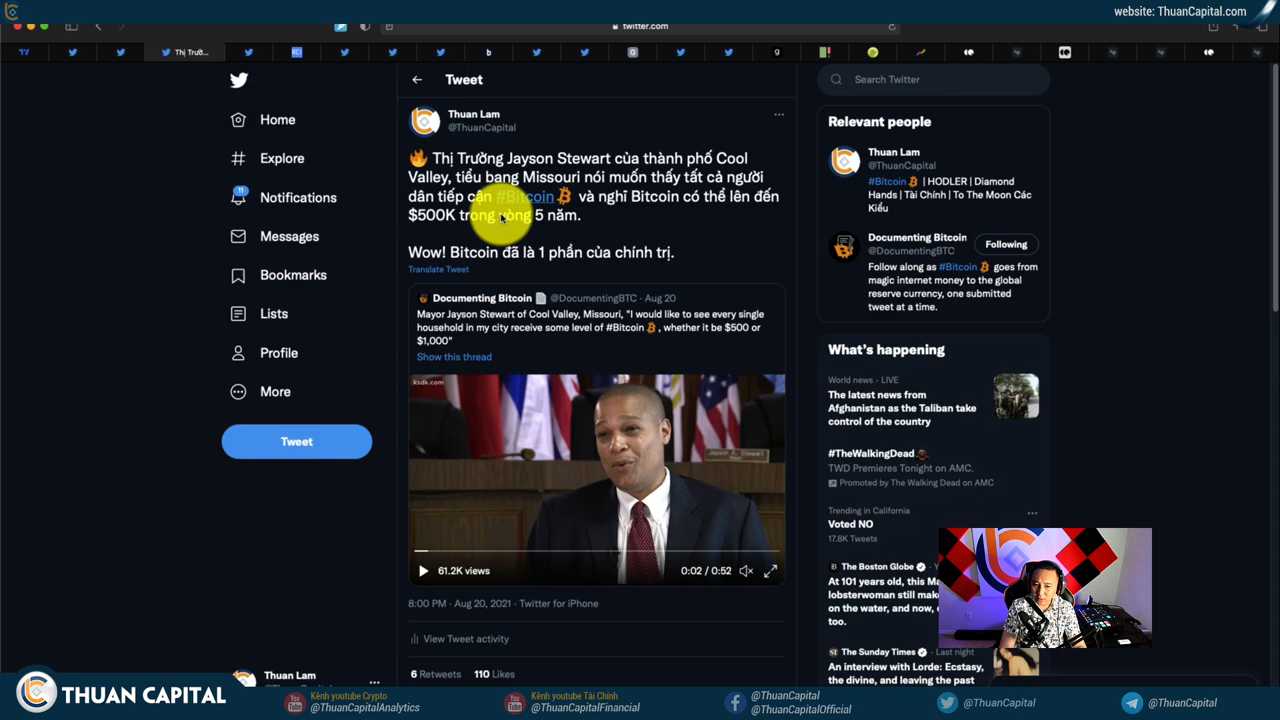 website: ThuanCapital.com
twitter.com
Thị Trườ...
Tweet
Search Twitter
Home
Explore
11
Notifications
Messages
Bookmarks
Lists
Profile
More
Tweet
Thuan Lam
@ThuanCapital
🔥 Thị Trưởng Jayson Stewart của thành phố Cool
Valley, tiểu bang Missouri nói muốn thấy tất cả người
dân tiếp cận #Bitcoin và nghĩ Bitcoin có thể lên đến
$500K trong vòng 5 năm.
Wow! Bitcoin đã là 1 phần của chính trị.
Translate Tweet
Documenting Bitcoin 📄 @DocumentingBTC · Aug 20
Mayor Jayson Stewart of Cool Valley, Missouri, "I would like to see every single
household in my city receive some level of #Bitcoin , whether it be $500 or
$1,000"
Show this thread
ksdk.com
61.2K views
0:02 / 0:52
8:00 PM · Aug 20, 2021 · Twitter for iPhone
View Tweet activity
6 Retweets 110 Likes
Relevant people
Thuan Lam
@ThuanCapital
#Bitcoin | HODLER | Diamond
Hands | Tài Chính | To The Moon Các
Kiểu
Documenting Bitcoin
@DocumentingBTC
Following
Follow along as #Bitcoin goes from
magic internet money to the global
reserve currency, one submitted
tweet at a time.
What's happening
World news · LIVE
The latest news from
Afghanistan as the Taliban take
control of the country
#TheWalkingDead
TWD Premieres Tonight on AMC.
Promoted by The Walking Dead on AMC
Trending in California
Voted NO
17.8K Tweets
The Boston Globe
At 101 years old, this Ma
lobsterwoman still make
on the water, and now,
too.
The Sunday Times · Last night
An interview with Lorde: Ecstasy,
the divine, and leaving the past
Thuan Lam
THUAN CAPITAL
Kênh youtube Crypto
@ThuanCapitalAnalytics
Kênh youtube Tài Chính
@ThuanCapitalFinancial
@ThuanCapital
@ThuanCapitalOfficial
@ThuanCapital
@ThuanCapital